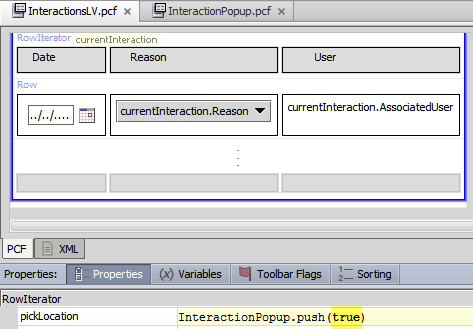 InteractionsLV.pcf InteractionPopup.pcf
RowIterator currentInteraction
Date Reason User
Row
../../.... currentInteraction.Reason currentInteraction.AssociatedUser
PCF XML
Properties: Properties (x) Variables Toolbar Flags Sorting
RowIterator
pickLocation InteractionPopup.push(true)